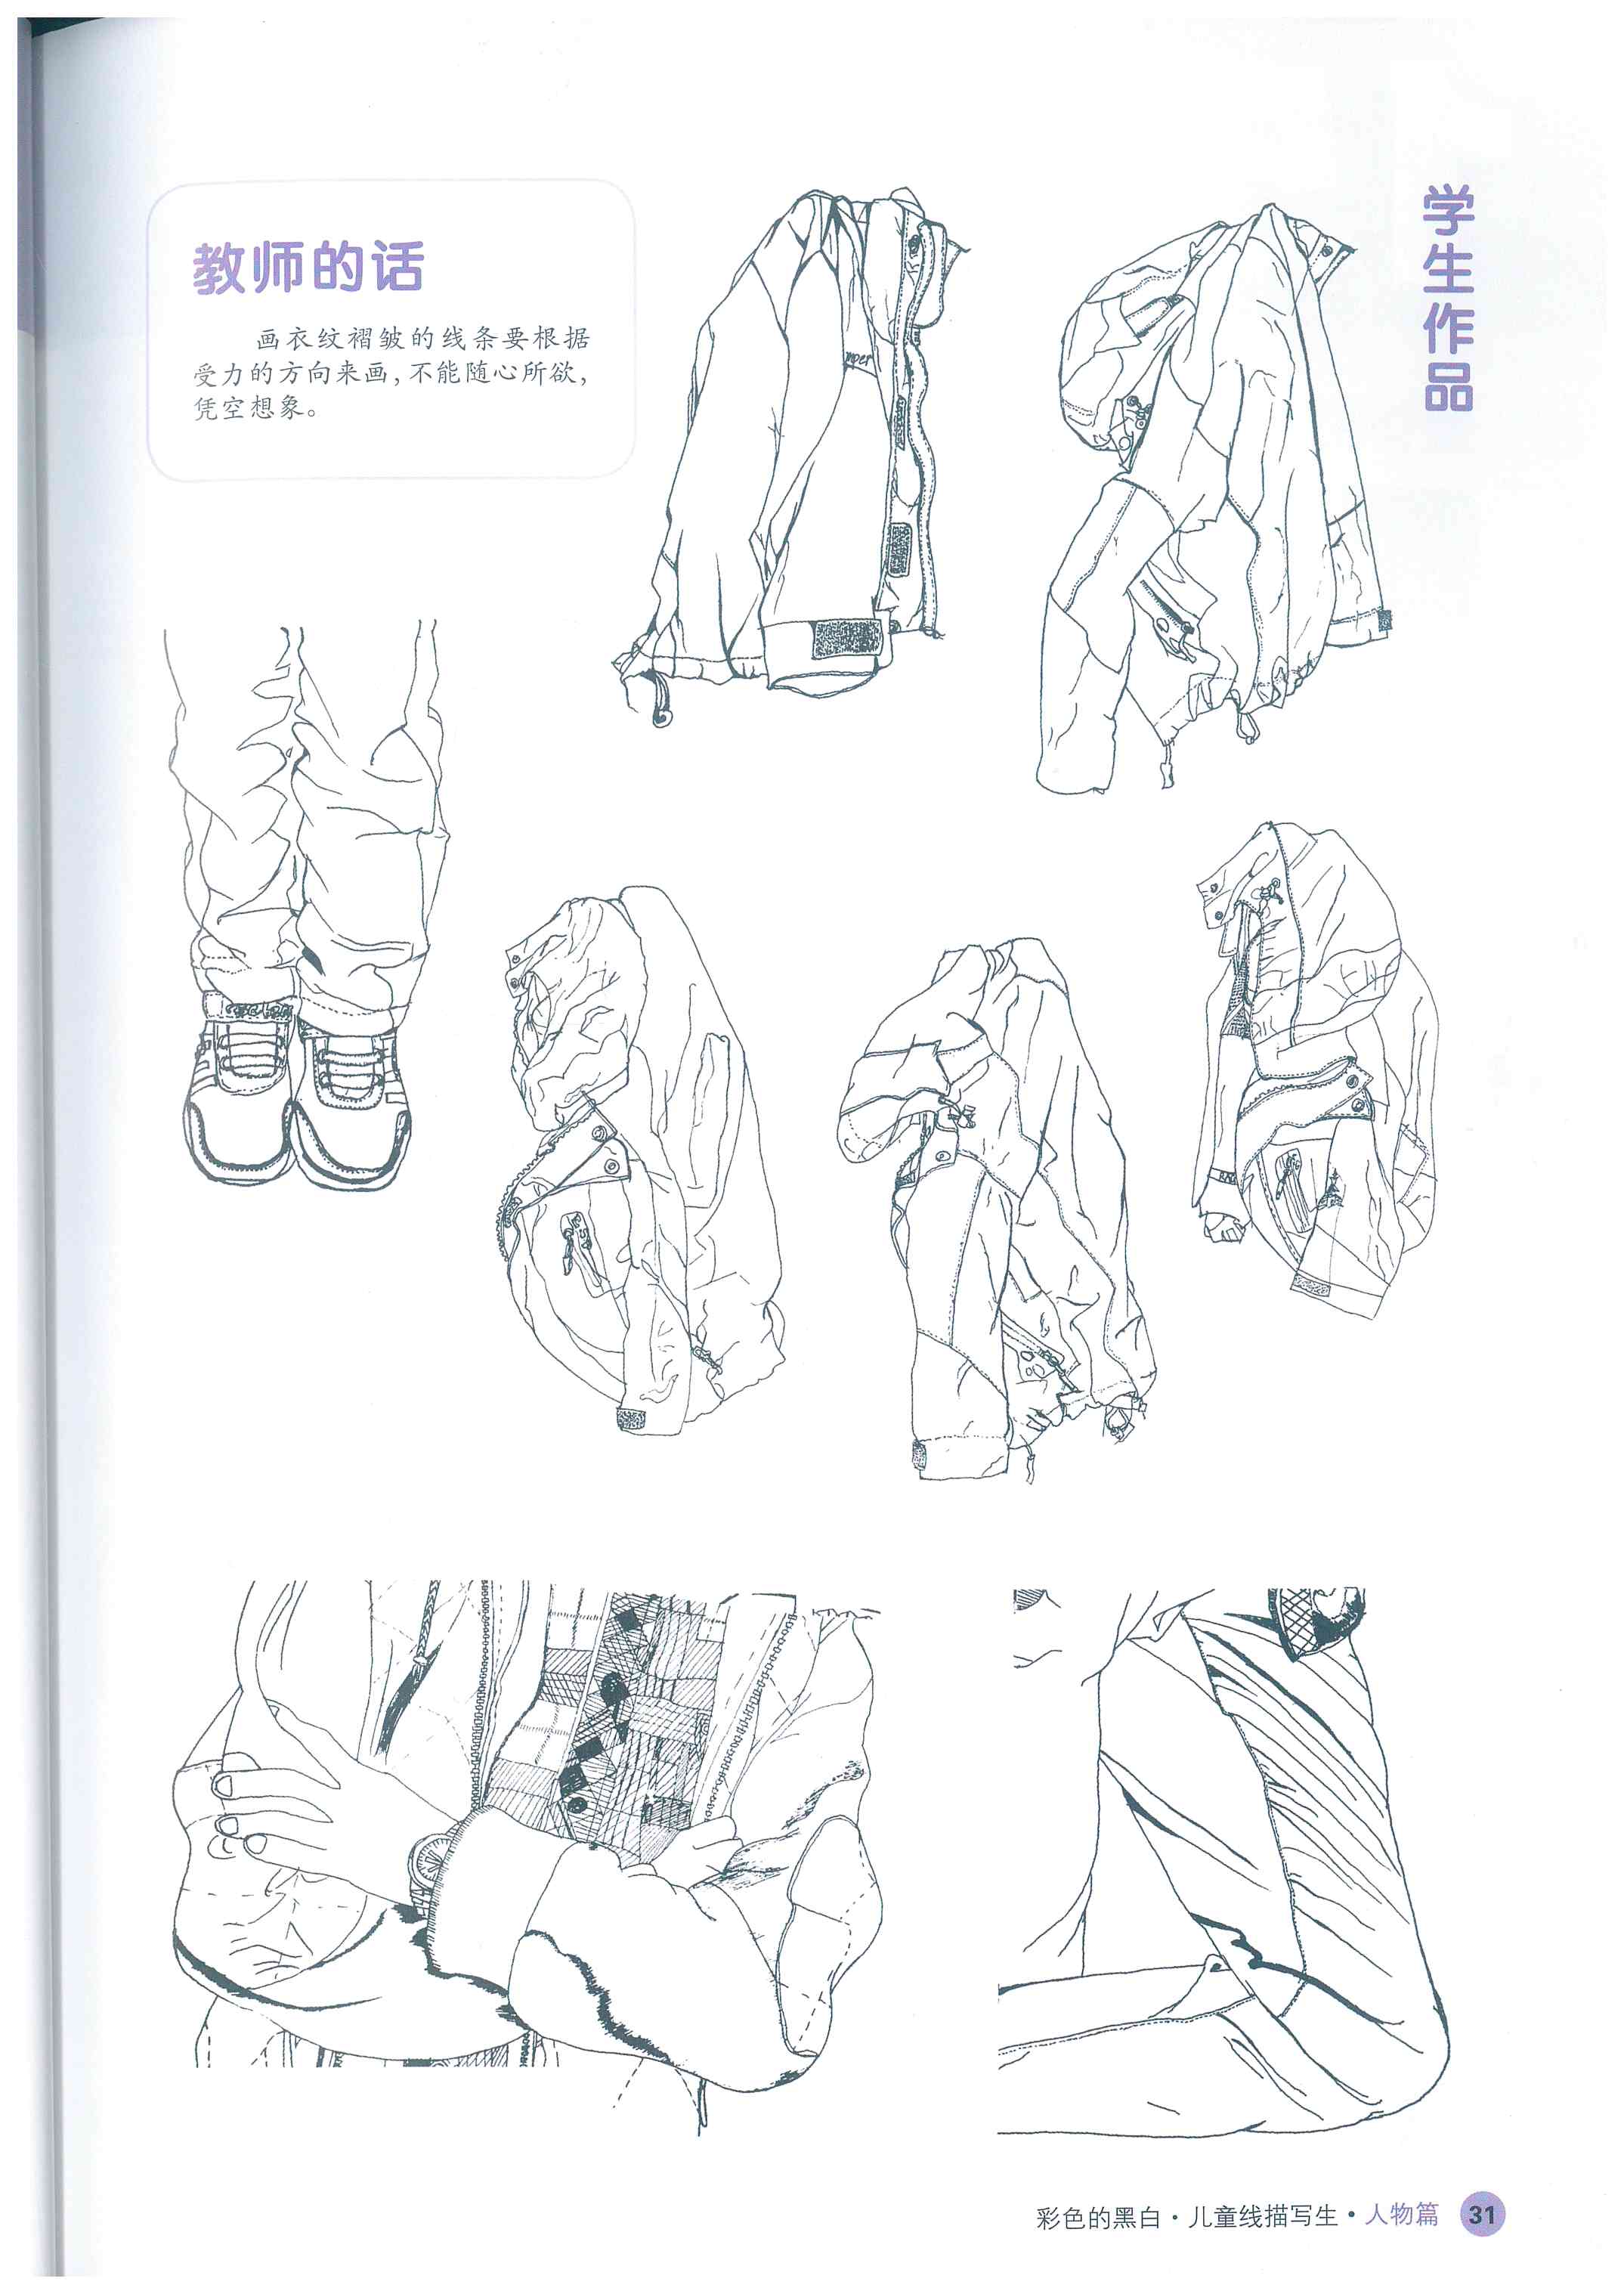 学生作品
教师的话
画衣纹褶皱的线条要根据
受力的方向来画，不能随心所欲，
凭空想象。
彩色的黑白·儿童线描写生·人物篇 31